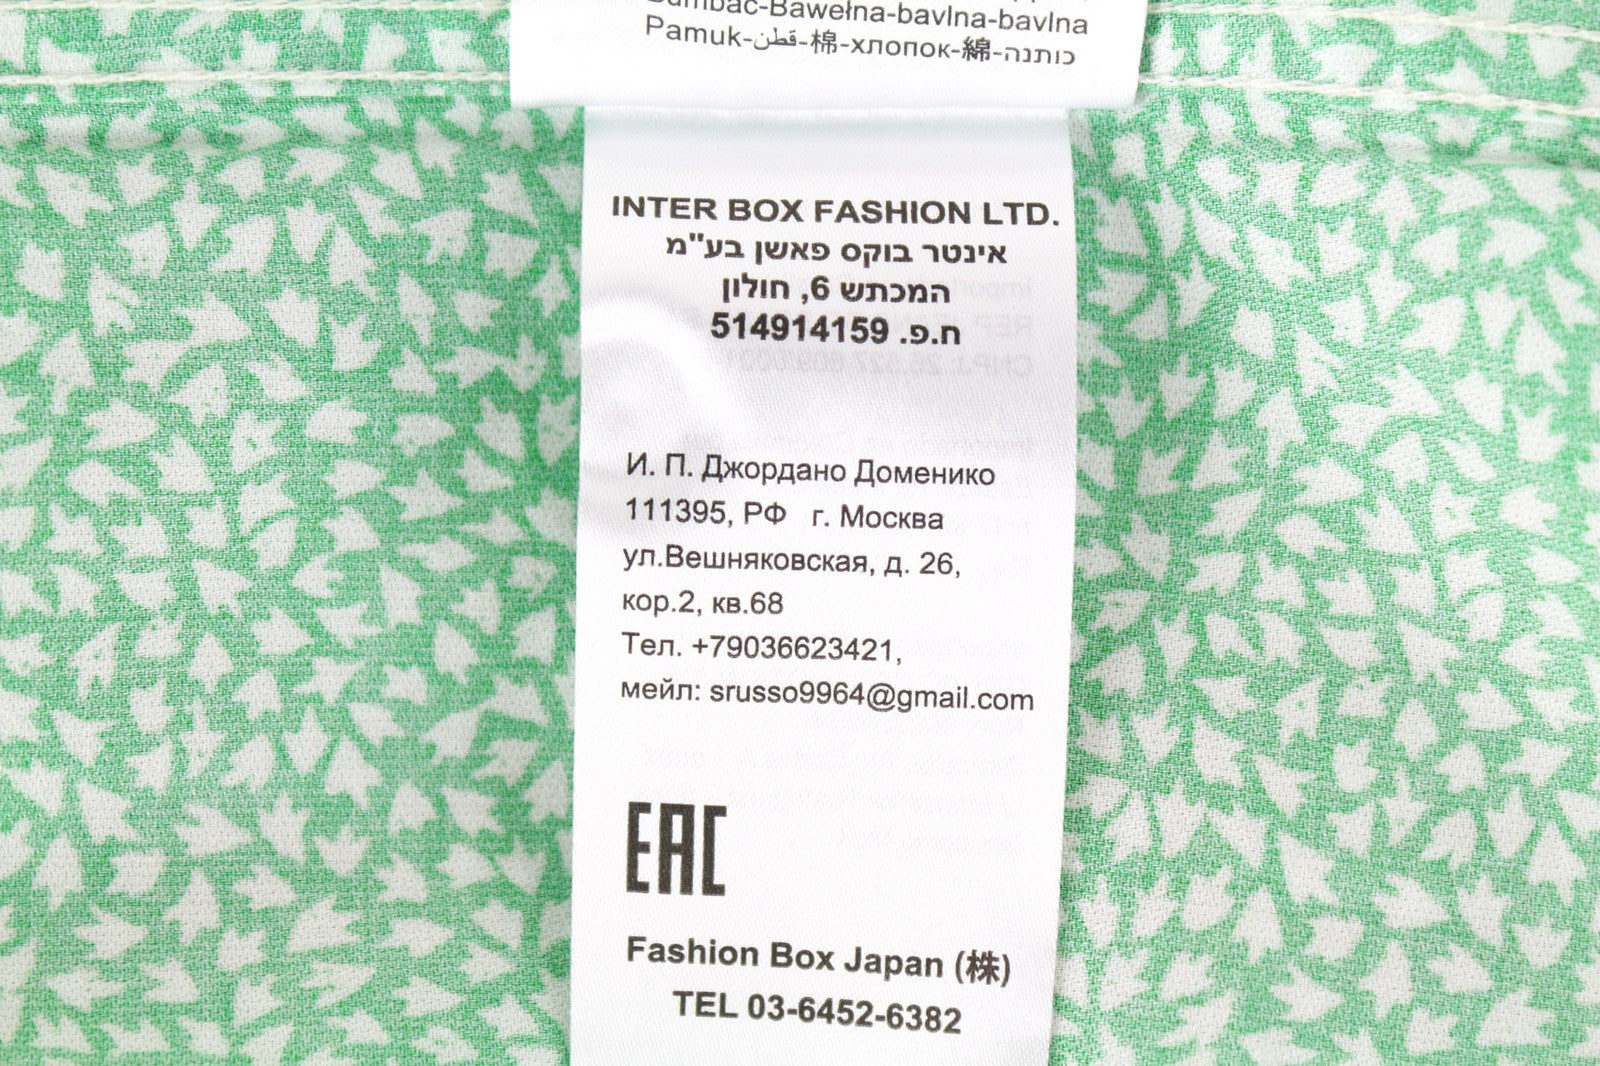 Bumbac-Bawełna-bavlna-bavlna
Pamuk-قطن-棉-хлопок-綿-כותנה
INTER BOX FASHION LTD.
אינטר בוקס פאשן בע"מ
המכתש 6, חולון
ח.פ. 514914159
И. П. Джордано Доменико
111395, РФ г. Москва
ул.Вешняковская, д. 26,
кор.2, кв.68
Тел. +79036623421,
мейл: srusso9964@gmail.com
EAC
Fashion Box Japan (株)
TEL 03-6452-6382